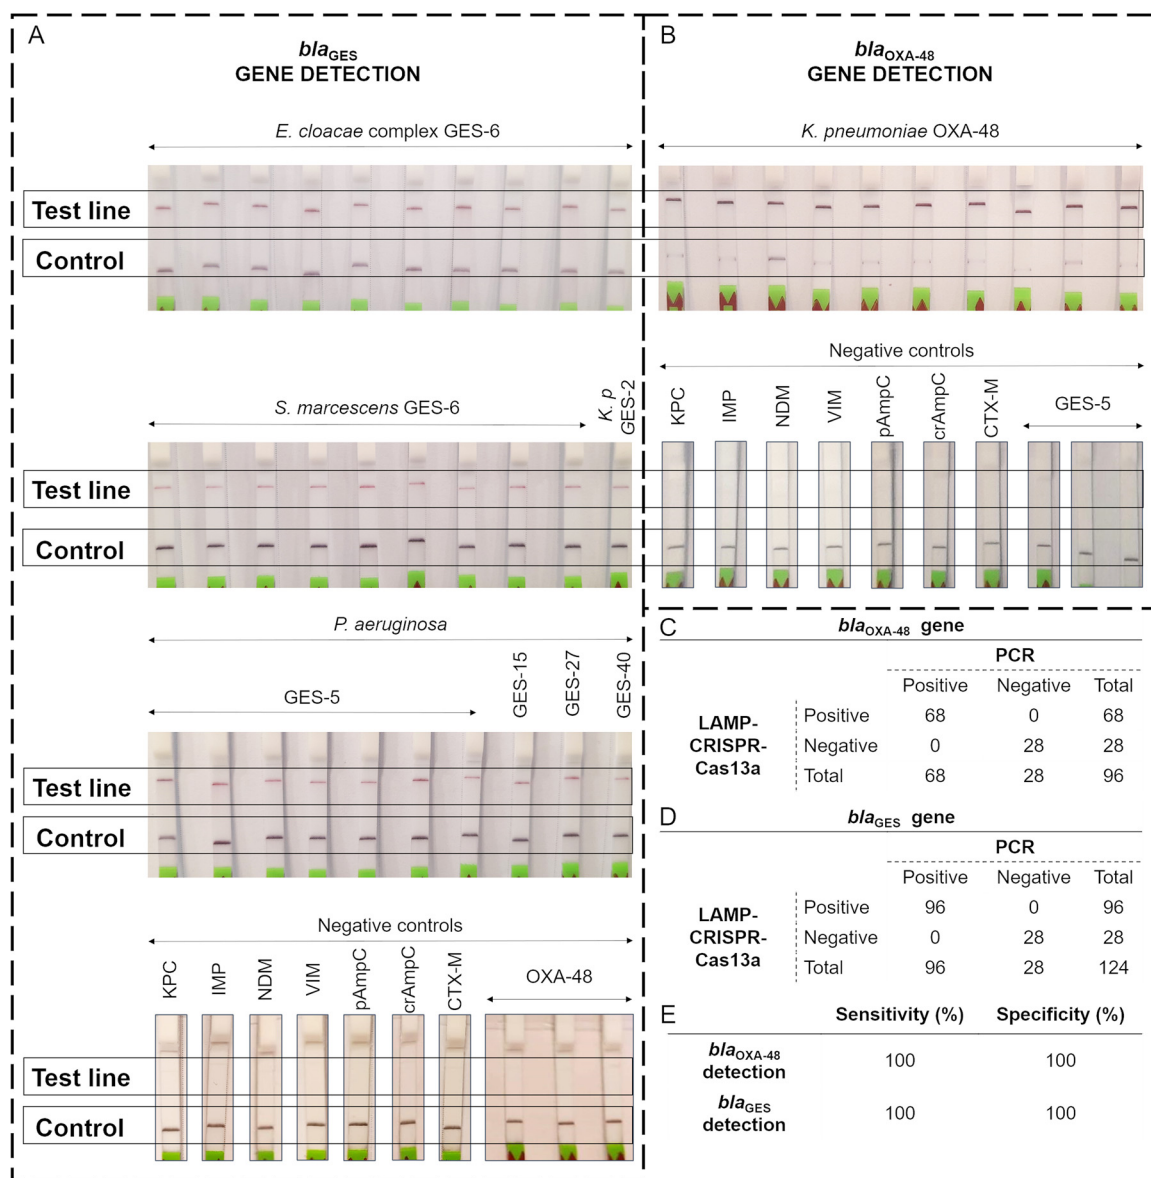 A
blaGES
GENE DETECTION
E. cloacae complex GES-6
Test line
Control
S. marcescens GES-6
K. p
GES-2
Test line
Control
P. aeruginosa
GES-5
GES-15
GES-27
GES-40
Test line
Control
Negative controls
KPC
IMP
NDM
VIM
pAmpC
crAmpC
CTX-M
OXA-48
Test line
Control
B
blaOXA-48
GENE DETECTION
K. pneumoniae OXA-48
Negative controls
KPC
IMP
NDM
VIM
pAmpC
crAmpC
CTX-M
GES-5
C
blaOXA-48 gene
PCR
Positive Negative Total
LAMP-
CRISPR-
Cas13a
Positive 68 0 68
Negative 0 28 28
Total 68 28 96
D
blaGES gene
PCR
Positive Negative Total
LAMP-
CRISPR-
Cas13a
Positive 96 0 96
Negative 0 28 28
Total 96 28 124
E
Sensitivity (%) Specificity (%)
blaOXA-48
detection
100 100
blaGES
detection
100 100